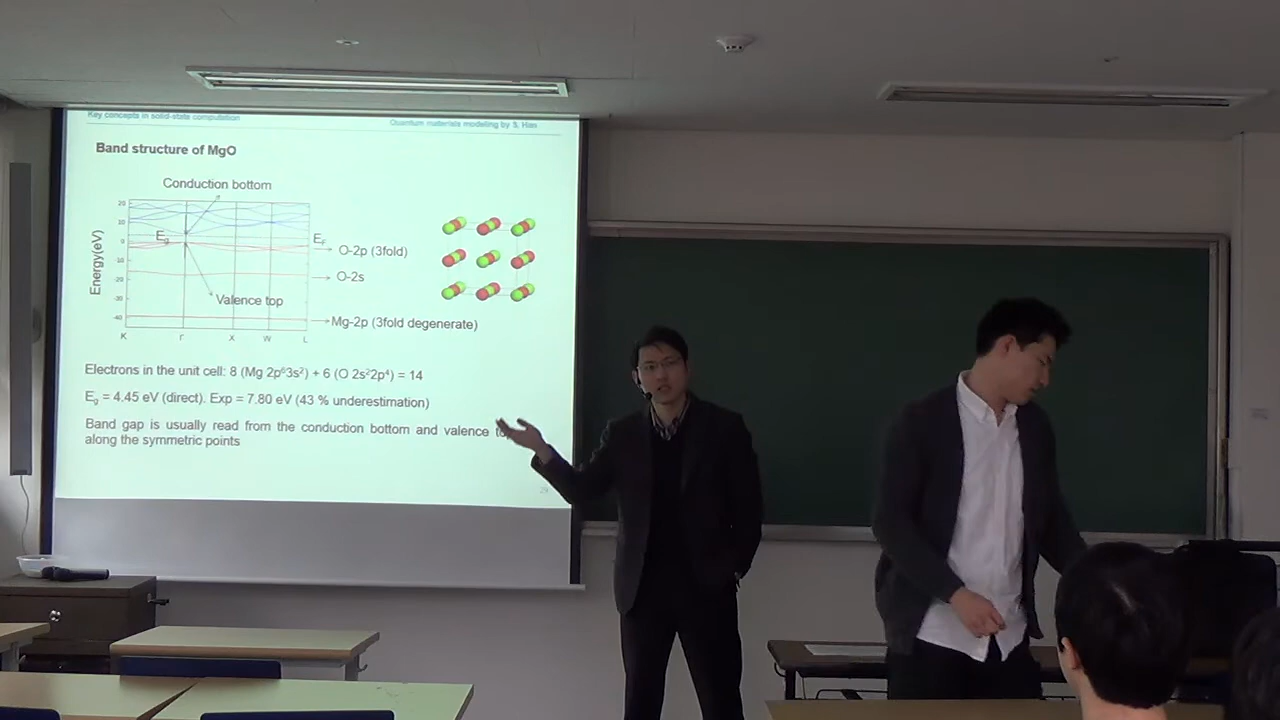 Key concepts in solid-state computation
Quantum materials modeling by S. Han
Band structure of MgO
Conduction bottom
20
10
0
-10
-20
-30
-40
Energy(eV)
Eg
EF
O-2p (3fold)
O-2s
Valence top
Mg-2p (3fold degenerate)
K Γ X W L
Electrons in the unit cell: 8 (Mg 2p⁶3s²) + 6 (O 2s²2p⁴) = 14
Eg = 4.45 eV (direct). Exp = 7.80 eV (43 % underestimation)
Band gap is usually read from the conduction bottom and valence
along the symmetric points